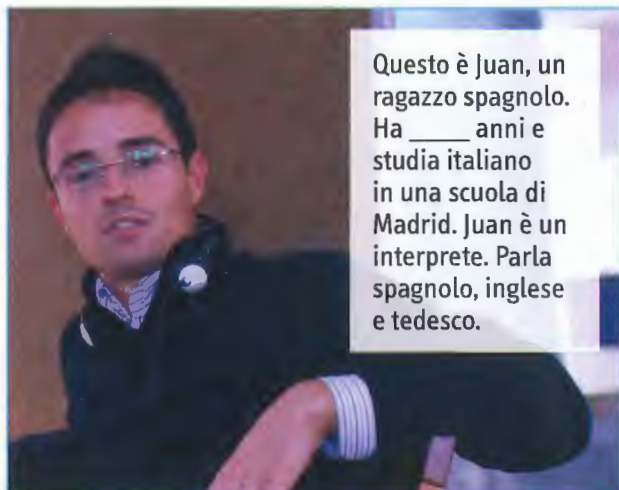 Questo è Juan, un
ragazzo spagnolo.
Ha _____ anni e
studia italiano
in una scuola di
Madrid. Juan è un
interprete. Parla
spagnolo, inglese
e tedesco.